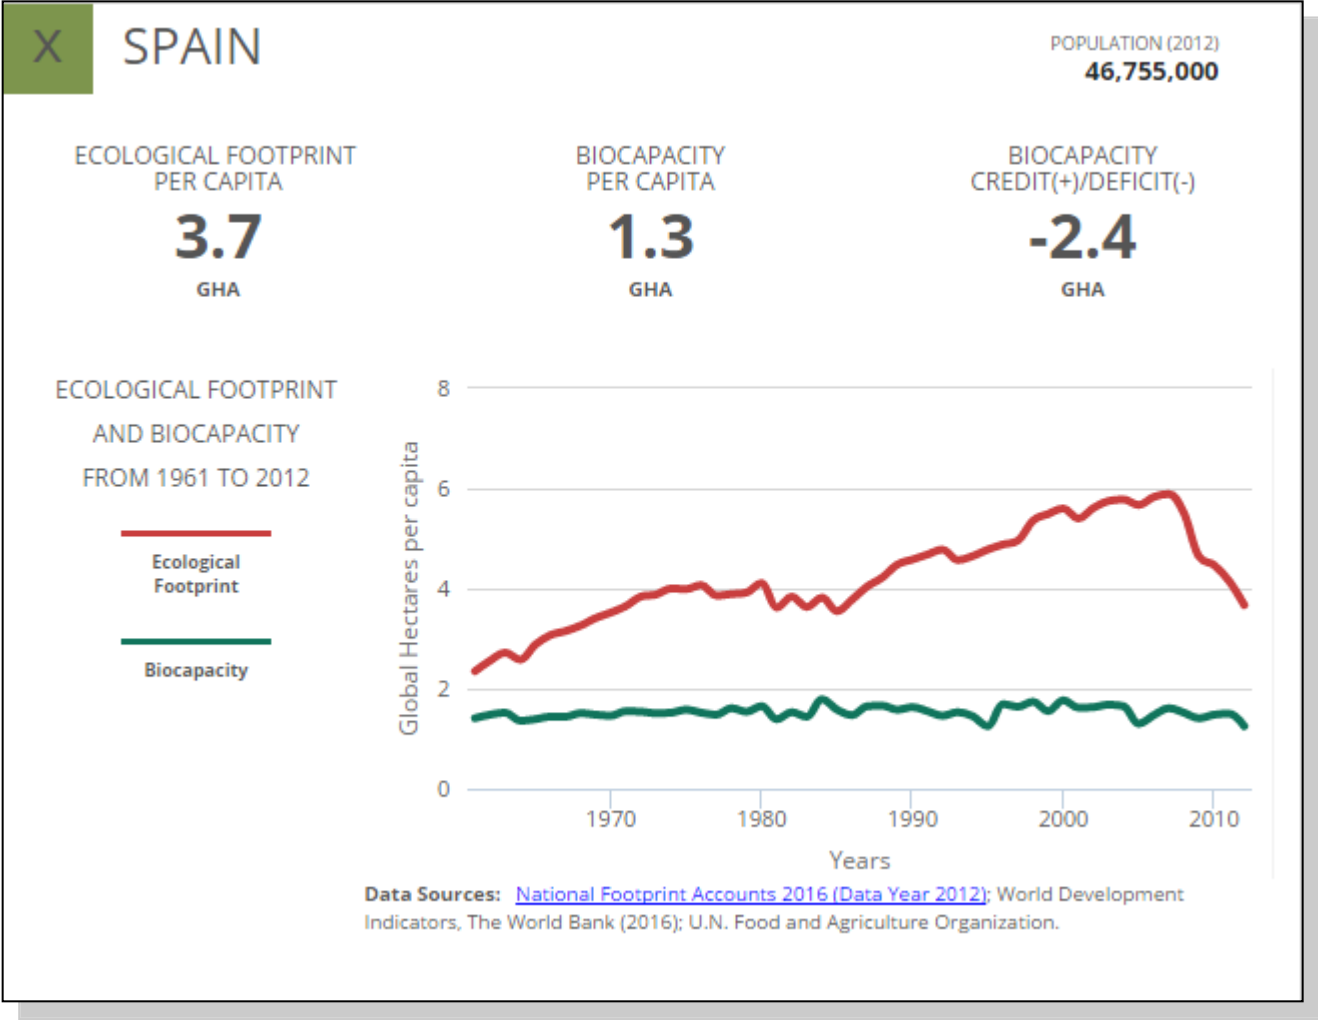 X
SPAIN
POPULATION (2012)
46,755,000
ECOLOGICAL FOOTPRINT
PER CAPITA
3.7
GHA
BIOCAPACITY
PER CAPITA
1.3
GHA
BIOCAPACITY
CREDIT(+)/DEFICIT(-)
-2.4
GHA
ECOLOGICAL FOOTPRINT
AND BIOCAPACITY
FROM 1961 TO 2012
Ecological
Footprint
Biocapacity
Global Hectares per capita
8
6
4
2
0
1970
1980
1990
2000
2010
Years
Data Sources: National Footprint Accounts 2016 (Data Year 2012); World Development
Indicators, The World Bank (2016); U.N. Food and Agriculture Organization.